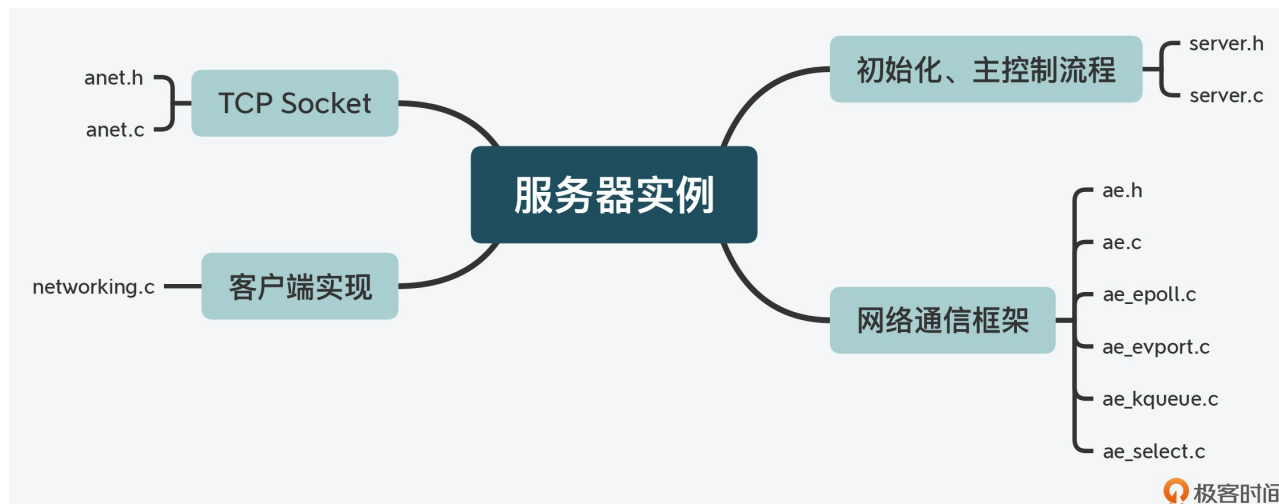 服务器实例
TCP Socket
anet.h
anet.c
客户端实现
networking.c
初始化、主控制流程
server.h
server.c
网络通信框架
ae.h
ae.c
ae_epoll.c
ae_evport.c
ae_kqueue.c
ae_select.c
极客时间